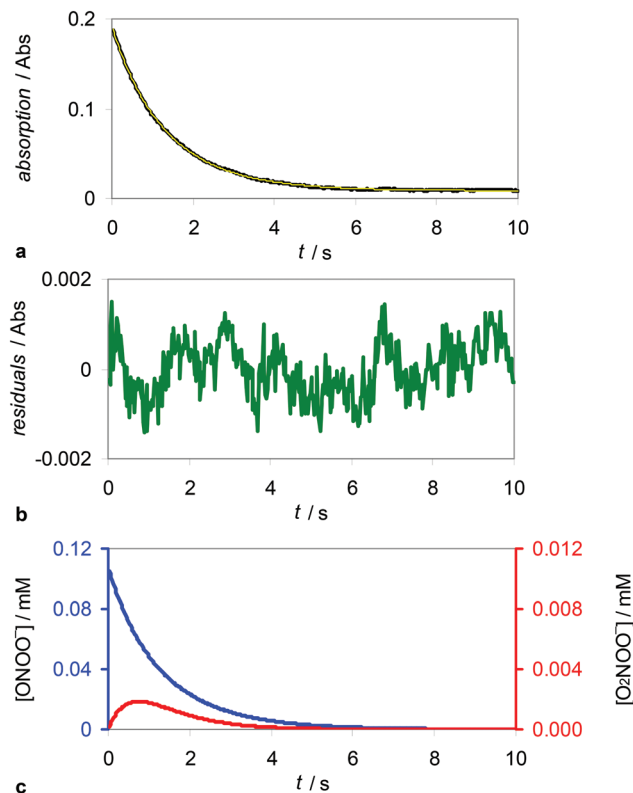 0.2
0.1
0
absorption / Abs
0 2 4 6 8 10
t / s
a
0.002
0
-0.002
residuals / Abs
0 2 4 6 8 10
t / s
b
0.12
0.08
0.04
0
[ONOO⁻] / mM
0.012
0.008
0.004
0.000
[O₂NOO⁻] / mM
0 2 4 6 8 10
t / s
c